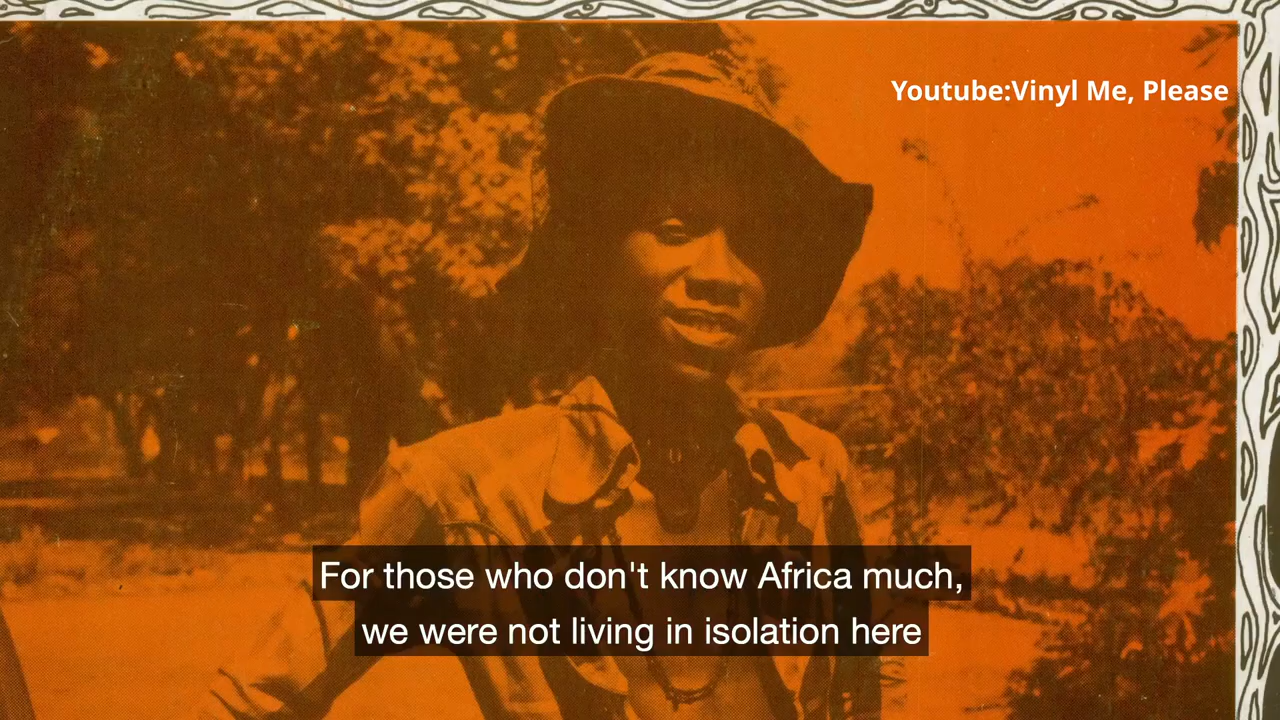 Youtube:Vinyl Me, Please
For those who don't know Africa much,
we were not living in isolation here